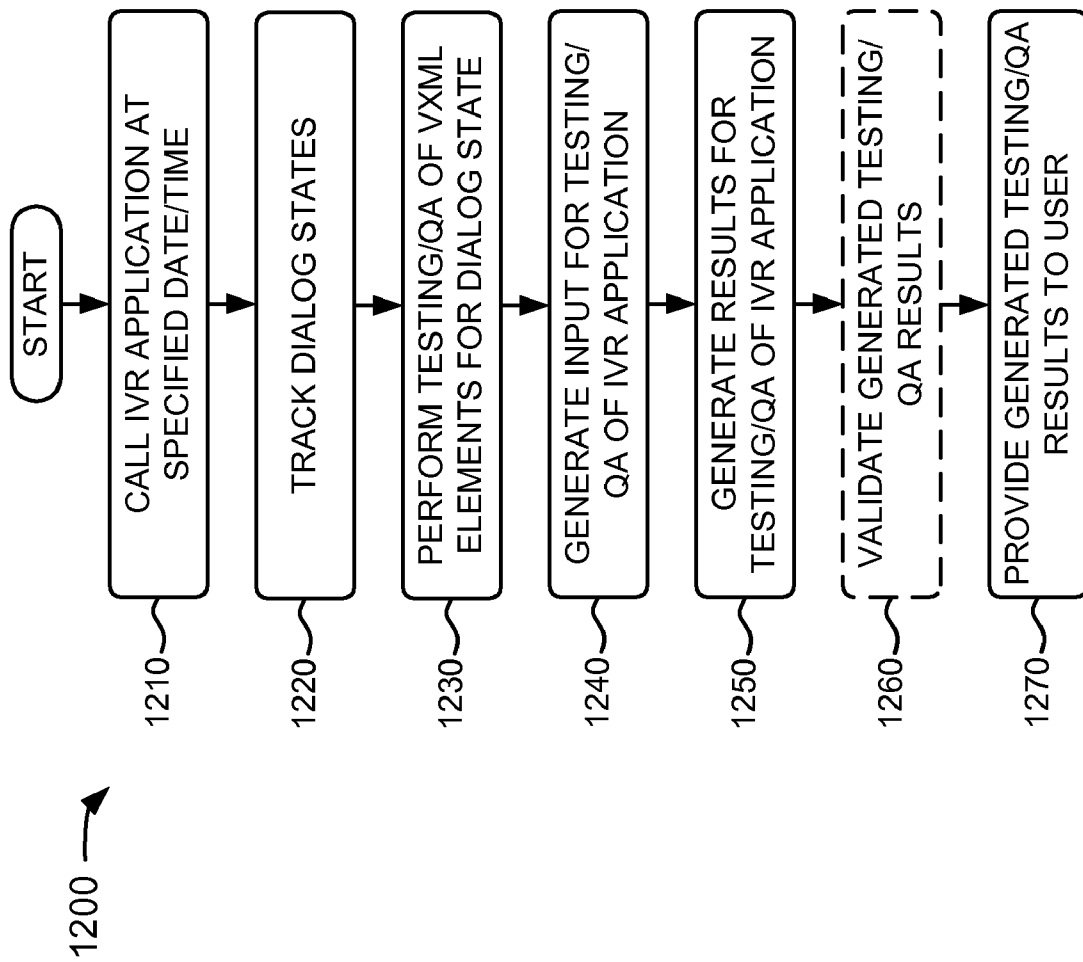 1200
START
1210
CALL IVR APPLICATION AT
SPECIFIED DATE/TIME
1220
TRACK DIALOG STATES
1230
PERFORM TESTING/QA OF VXML
ELEMENTS FOR DIALOG STATE
1240
GENERATE INPUT FOR TESTING/
QA OF IVR APPLICATION
1250
GENERATE RESULTS FOR
TESTING/QA OF IVR APPLICATION
1260
VALIDATE GENERATED TESTING/
QA RESULTS
1270
PROVIDE GENERATED TESTING/QA
RESULTS TO USER